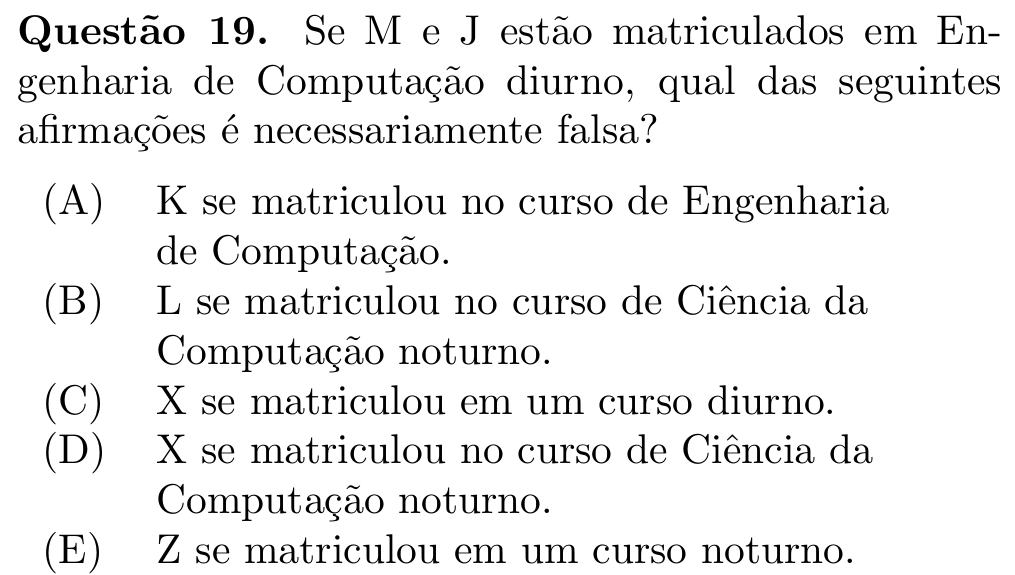 Questão 19. Se M e J estão matriculados em En-
genharia de Computação diurno, qual das seguintes
afirmações é necessariamente falsa?
(A) K se matriculou no curso de Engenharia
de Computação.
(B) L se matriculou no curso de Ciência da
Computação noturno.
(C) X se matriculou em um curso diurno.
(D) X se matriculou no curso de Ciência da
Computação noturno.
(E) Z se matriculou em um curso noturno.